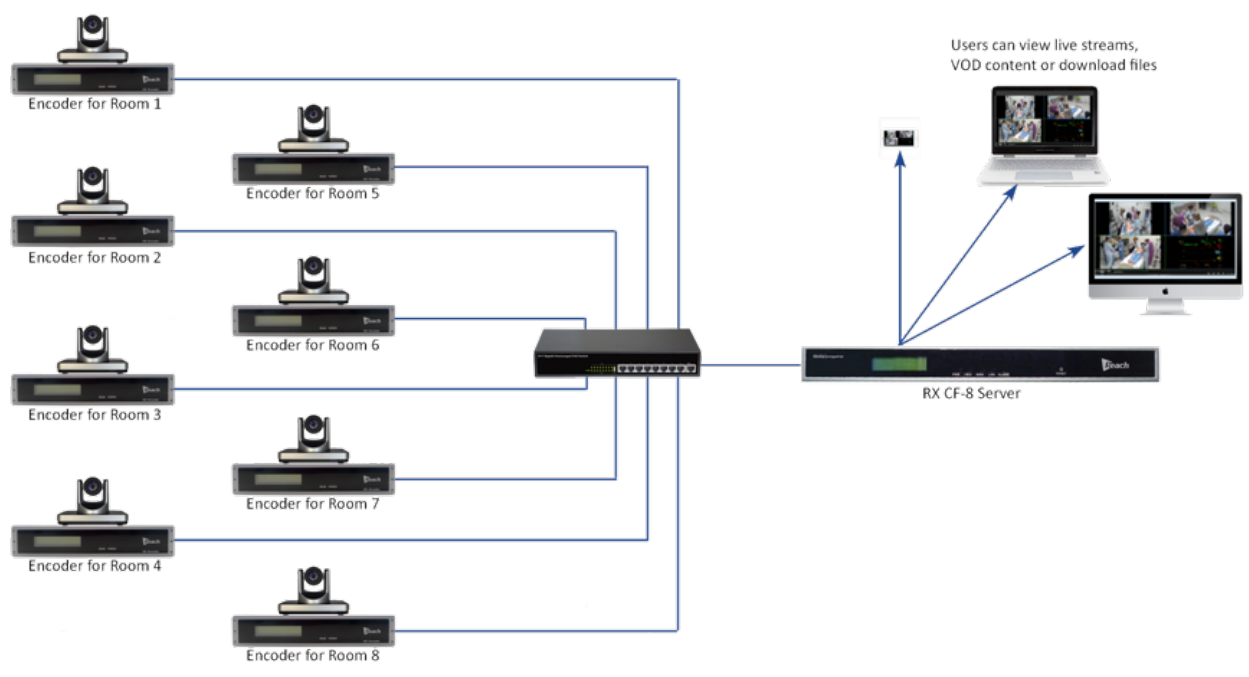 Users can view live streams,
VOD content or download files
Encoder for Room 1
Encoder for Room 5
Encoder for Room 2
Encoder for Room 6
Encoder for Room 3
Encoder for Room 7
Encoder for Room 4
Encoder for Room 8
Reach
RX CF-8 Server